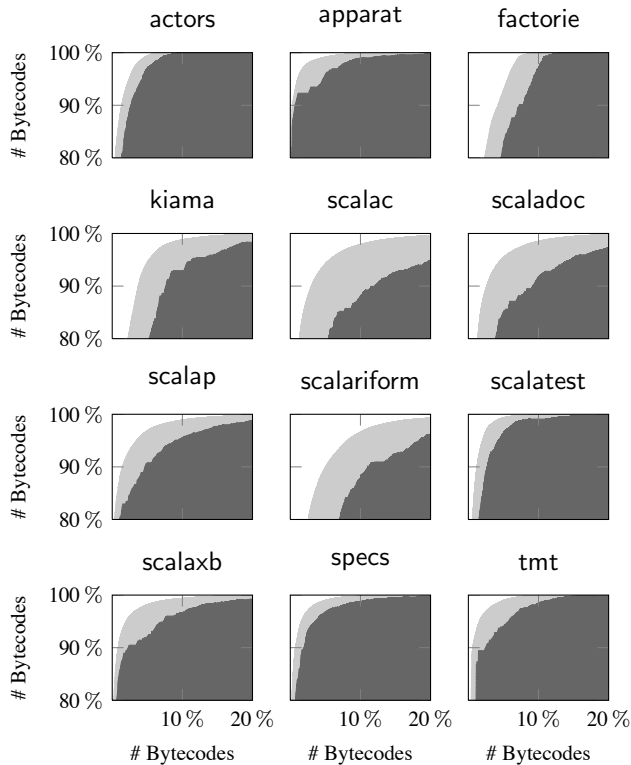 actors apparat factorie
100 %
90 %
80 %
# Bytecodes
kiama scalac scaladoc
100 %
90 %
80 %
# Bytecodes
scalap scalariform scalatest
100 %
90 %
80 %
# Bytecodes
scalaxb specs tmt
100 %
90 %
80 %
# Bytecodes
10 % 20 % 10 % 20 % 10 % 20 %
# Bytecodes # Bytecodes # Bytecodes